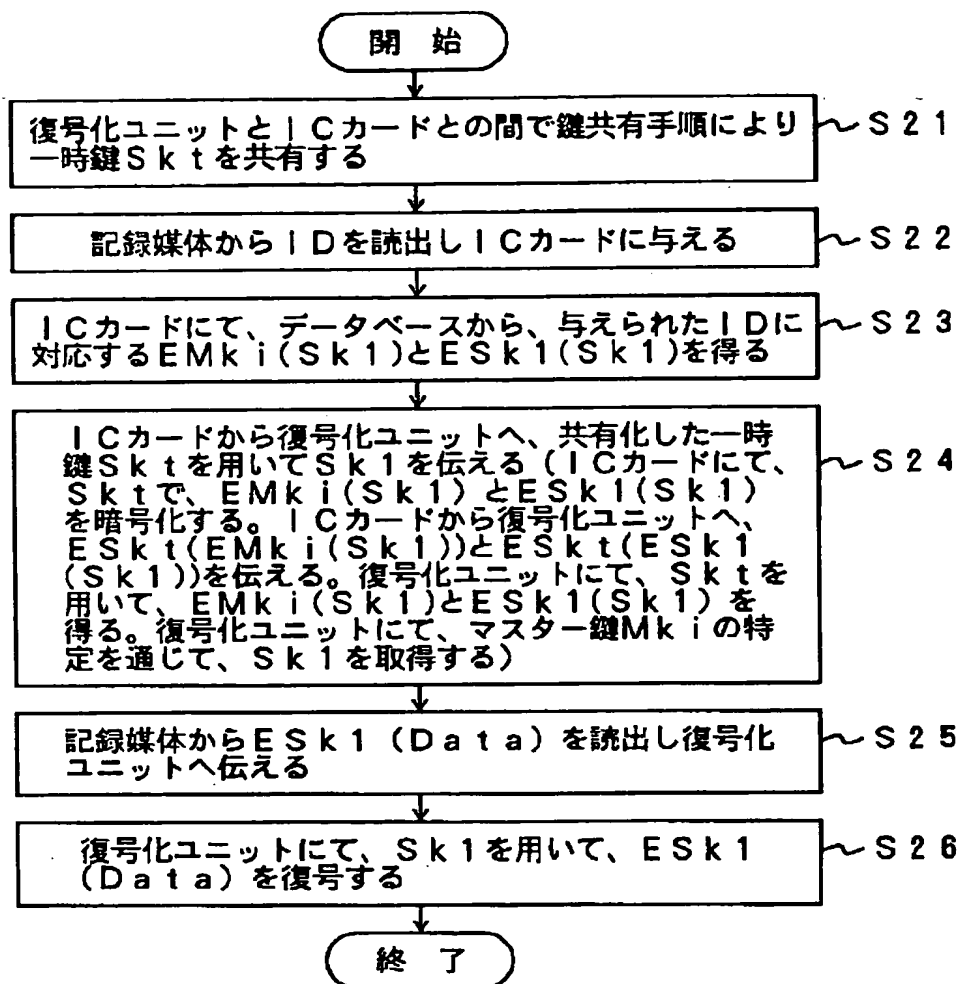 開 始
復号化ユニットとICカードとの間で鍵共有手順により
一時鍵Sktを共有する
～S21
記録媒体からIDを読出しICカードに与える
～S22
ICカードにて、データベースから、与えられたIDに
対応するEMki(Sk1)とESk1(Sk1)を得る
～S23
ICカードから復号化ユニットへ、共有化した一時
鍵Sktを用いてSk1を伝える(ICカードにて、
Sktで、EMki(Sk1)とESk1(Sk1)
を暗号化する。ICカードから復号化ユニットへ、
ESkt(EMki(Sk1))とESkt(ESk1
(Sk1))を伝える。復号化ユニットにて、Sktを
用いて、EMki(Sk1)とESk1(Sk1)を
得る。復号化ユニットにて、マスター鍵Mkiの特
定を通じて、Sk1を取得する)
～S24
記録媒体からESk1(Data)を読出し復号化
ユニットへ伝える
～S25
復号化ユニットにて、Sk1を用いて、ESk1
(Data)を復号する
～S26
終 了